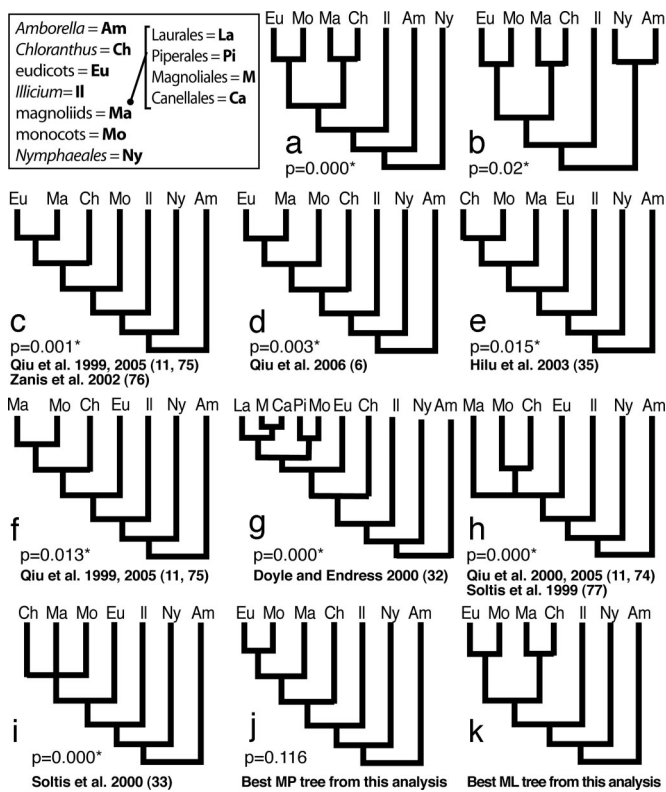 Amborella = Am
Chloranthus = Ch
eudicots = Eu
Illicium= Il
magnoliids = Ma
monocots = Mo
Nymphaeales = Ny
Laurales = La
Piperales = Pi
Magnoliales = M
Canellales = Ca
Eu Mo Ma Ch Il Am Ny
a
p=0.000*
Eu Mo Ma Ch Il Ny Am
b
p=0.02*
Eu Ma Ch Mo Il Ny Am
c
p=0.001*
Qiu et al. 1999, 2005 (11, 75)
Zanis et al. 2002 (76)
Eu Ma Mo Ch Il Ny Am
d
p=0.003*
Qiu et al. 2006 (6)
Ch Mo Ma Eu Il Ny Am
e
p=0.015*
Hilu et al. 2003 (35)
Ma Mo Ch Eu Il Ny Am
f
p=0.013*
Qiu et al. 1999, 2005 (11, 75)
La M Ca Pi Mo Eu Ch Il Ny Am
g
p=0.000*
Doyle and Endress 2000 (32)
Ma Mo Ch Eu Il Ny Am
h
p=0.000*
Qiu et al. 2000, 2005 (11, 74)
Soltis et al. 1999 (77)
Ch Ma Mo Eu Il Ny Am
i
p=0.000*
Soltis et al. 2000 (33)
Eu Mo Ma Ch Il Ny Am
j
p=0.116
Best MP tree from this analysis
Eu Mo Ma Ch Il Ny Am
k
Best ML tree from this analysis